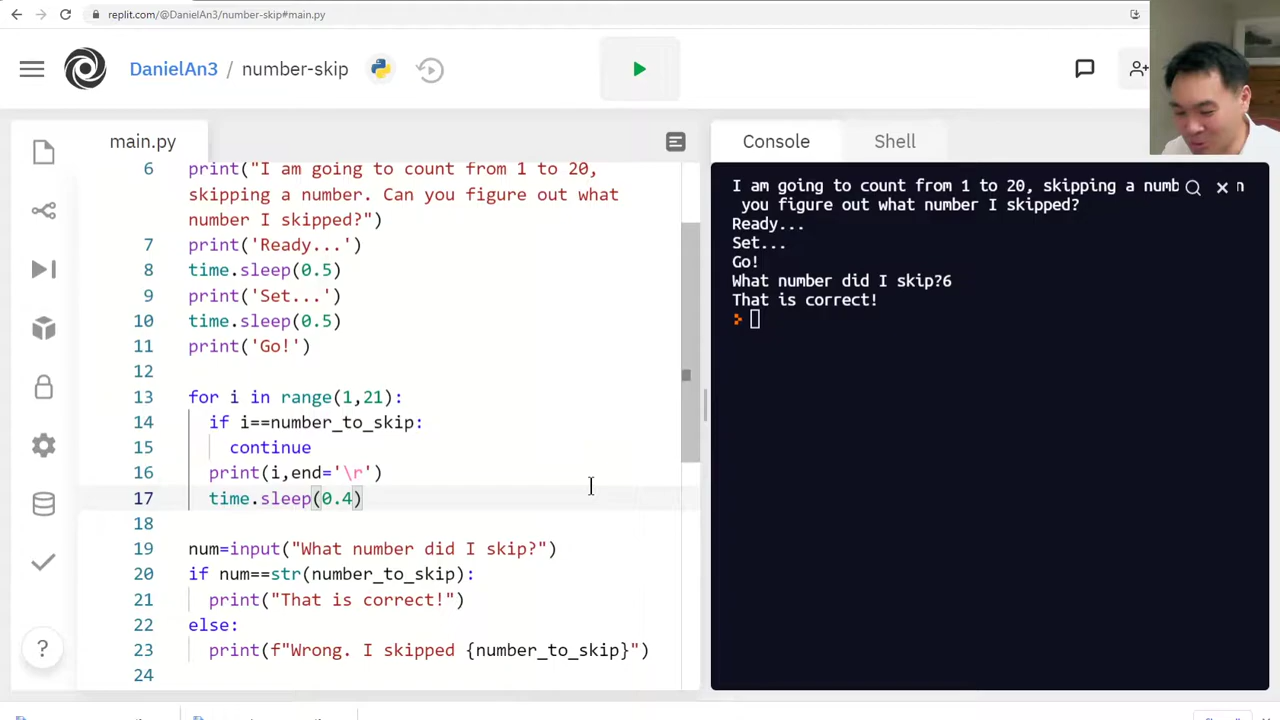 replit.com/@DanielAn3/number-skip#main.py
DanielAn3 / number-skip
main.py
6 print("I am going to count from 1 to 20,
skipping a number. Can you figure out what
number I skipped?")
7 print('Ready...')
8 time.sleep(0.5)
9 print('Set...')
10 time.sleep(0.5)
11 print('Go!')
12
13 for i in range(1,21):
14 if i==number_to_skip:
15 continue
16 print(i,end='\r')
17 time.sleep(0.4)
18
19 num=input("What number did I skip?")
20 if num==str(number_to_skip):
21 print("That is correct!")
22 else:
23 print(f"Wrong. I skipped {number_to_skip}")
24
?
Console Shell
I am going to count from 1 to 20, skipping a numb n
you figure out what number I skipped?
Ready...
Set...
Go!
What number did I skip?6
That is correct!